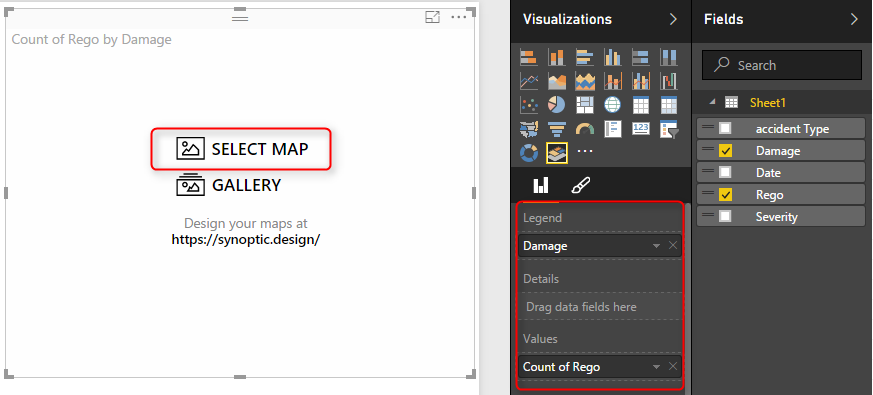 Count of Rego by Damage
SELECT MAP
GALLERY
Design your maps at
https://synoptic.design/
Visualizations
123
Legend
Damage
Details
Drag data fields here
Values
Count of Rego
Fields
Search
Sheet1
accident Type
Damage
Date
Rego
Severity